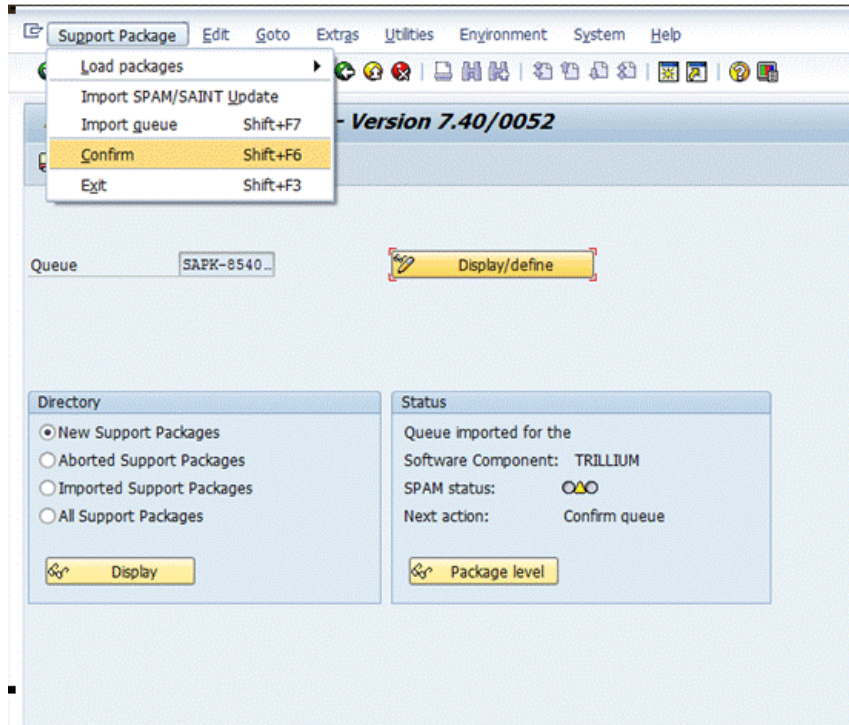 Support Package Edit Goto Extras Utilities Environment System Help
Load packages
Import SPAM/SAINT Update
Import queue Shift+F7
- Version 7.40/0052
Confirm Shift+F6
Exit Shift+F3
Queue SAPK-8540.. Display/define
Directory
New Support Packages
Aborted Support Packages
Imported Support Packages
All Support Packages
Display
Status
Queue imported for the
Software Component: TRILLIUM
SPAM status:
Next action: Confirm queue
Package level